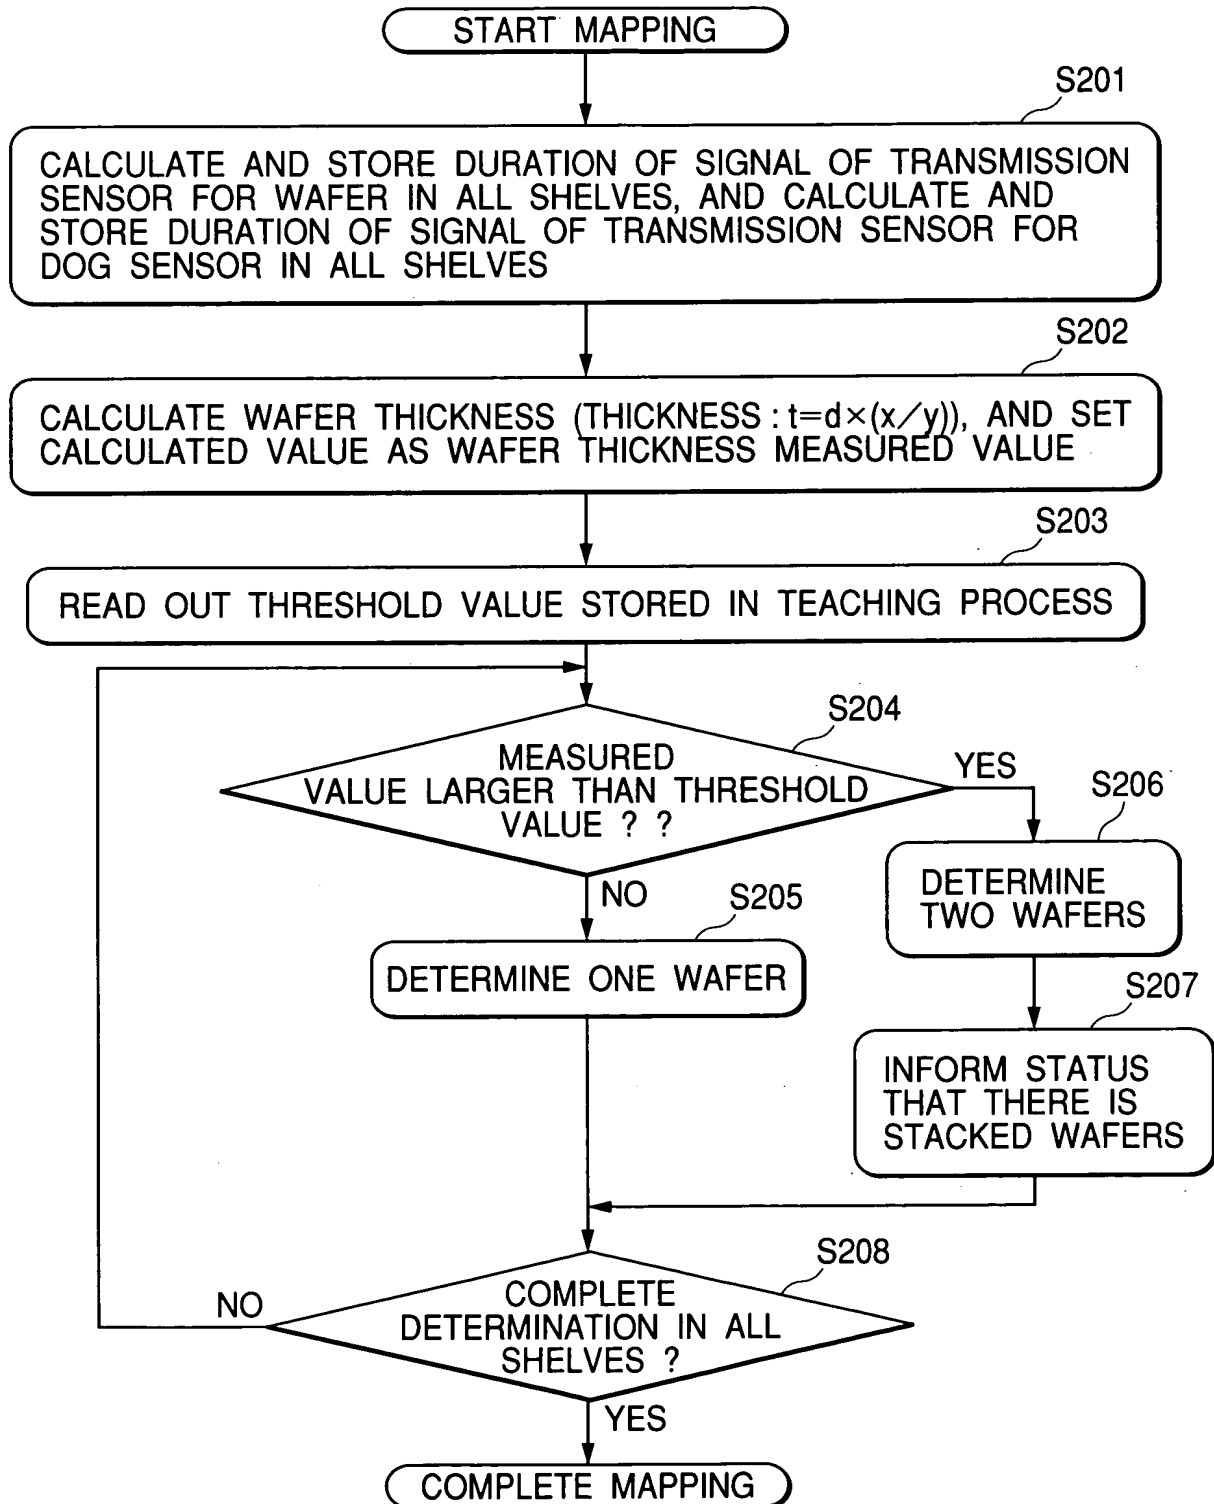 START MAPPING
S201
CALCULATE AND STORE DURATION OF SIGNAL OF TRANSMISSION
SENSOR FOR WAFER IN ALL SHELVES, AND CALCULATE AND
STORE DURATION OF SIGNAL OF TRANSMISSION SENSOR FOR
DOG SENSOR IN ALL SHELVES
S202
CALCULATE WAFER THICKNESS (THICKNESS : t=d×(x/y)), AND SET
CALCULATED VALUE AS WAFER THICKNESS MEASURED VALUE
S203
READ OUT THRESHOLD VALUE STORED IN TEACHING PROCESS
S204
MEASURED
VALUE LARGER THAN THRESHOLD
VALUE ? ?
YES
S206
DETERMINE
TWO WAFERS
NO
S205
DETERMINE ONE WAFER
S207
INFORM STATUS
THAT THERE IS
STACKED WAFERS
S208
COMPLETE
DETERMINATION IN ALL
SHELVES ?
NO
YES
COMPLETE MAPPING